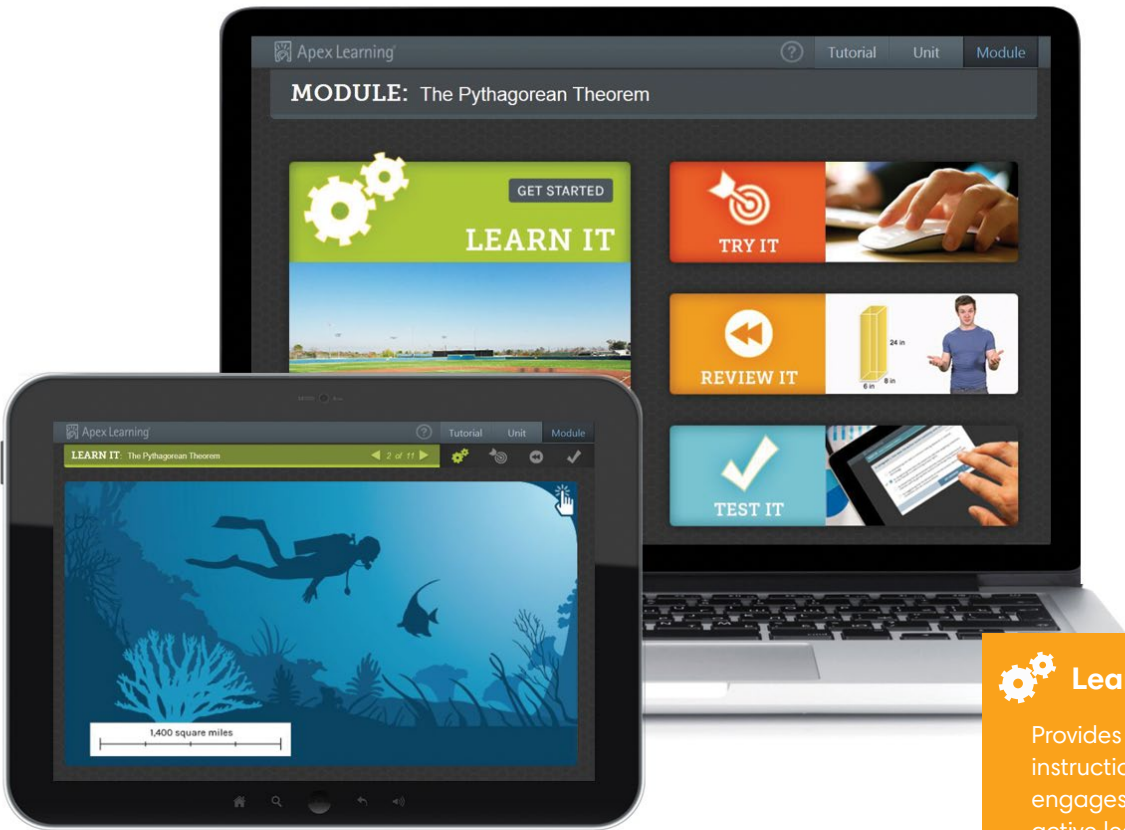 Apex Learning
? Tutorial Unit Module
MODULE: The Pythagorean Theorem
GET STARTED
LEARN IT
TRY IT
REVIEW IT
24 in
6 in 8 in
TEST IT
Apex Learning
? Tutorial Unit Module
LEARN IT: The Pythagorean Theorem 2 of 11
1,400 square miles
Lea
Provides
instructio
engages
active lea